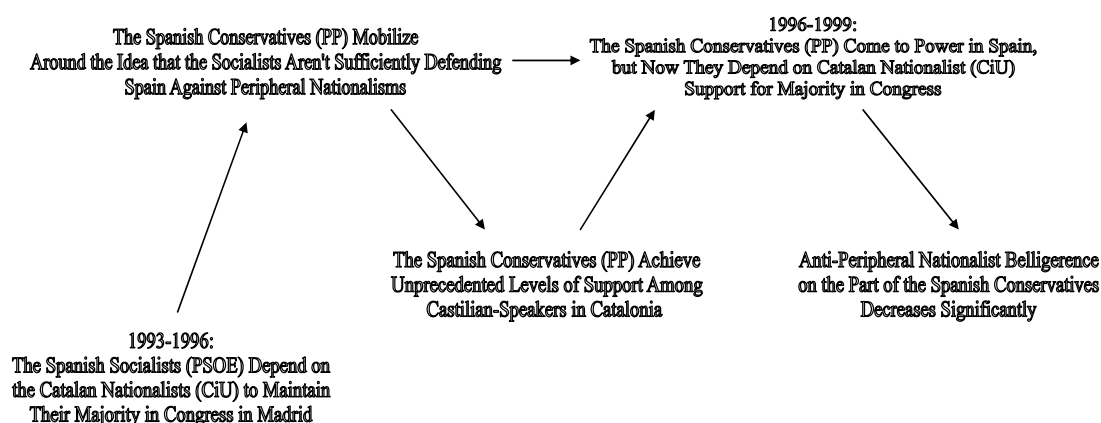 The Spanish Conservatives (PP) Mobilize
Around the Idea that the Socialists Aren't Sufficiently Defending
Spain Against Peripheral Nationalisms
1996-1999:
The Spanish Conservatives (PP) Come to Power in Spain,
but Now They Depend on Catalan Nationalist (CiU)
Support for Majority in Congress
The Spanish Conservatives (PP) Achieve
Unprecedented Levels of Support Among
Castilian-Speakers in Catalonia
Anti-Peripheral Nationalist Belligerence
on the Part of the Spanish Conservatives
Decreases Significantly
1993-1996:
The Spanish Socialists (PSOE) Depend on
the Catalan Nationalists (CiU) to Maintain
Their Majority in Congress in Madrid